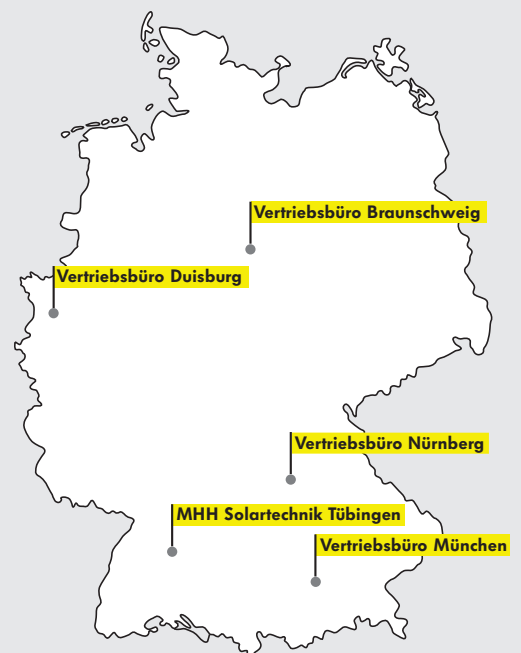 Vertriebsbüro Braunschweig
Vertriebsbüro Duisburg
Vertriebsbüro Nürnberg
MHH Solartechnik Tübingen
Vertriebsbüro München